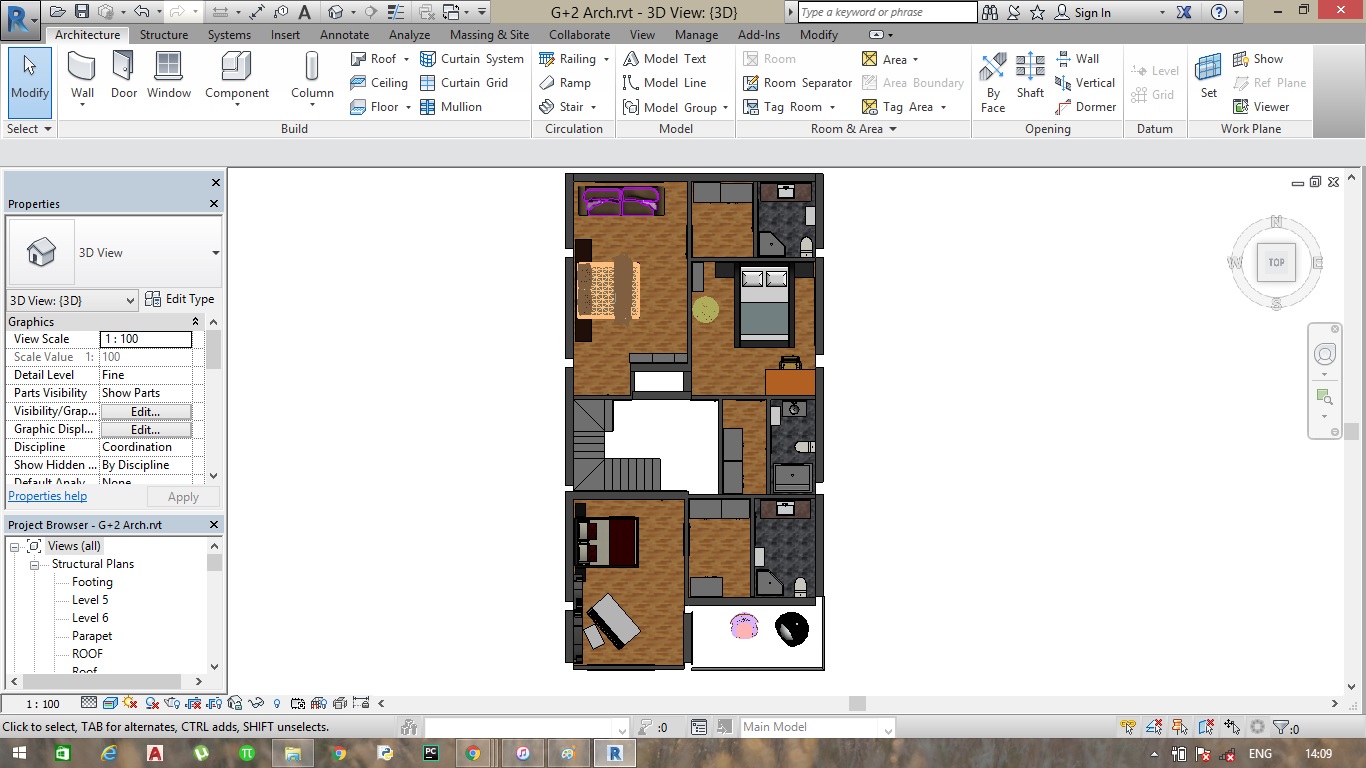 G+2 Arch.rvt - 3D View: {3D}
Type a keyword or phrase
Sign In
Architecture Structure Systems Insert Annotate Analyze Massing & Site Collaborate View Manage Add-Ins Modify
Modify
Wall
Door
Window
Component
Column
Roof
Ceiling
Floor
Curtain System
Curtain Grid
Mullion
Railing
Ramp
Stair
Model Text
Model Line
Model Group
Room
Room Separator
Tag Room
Area
Area Boundary
Tag Area
By
Face
Shaft
Wall
Vertical
Dormer
Level
Grid
Set
Show
Ref Plane
Viewer
Select
Build
Circulation
Model
Room & Area
Opening
Datum
Work Plane
Properties
3D View
3D View: {3D}
Edit Type
Graphics
View Scale 1 : 100
Scale Value 1: 100
Detail Level Fine
Parts Visibility Show Parts
Visibility/Grap... Edit...
Graphic Displ... Edit...
Discipline Coordination
Show Hidden ... By Discipline
Default Analy... None
Properties help
Apply
Project Browser - G+2 Arch.rvt
Views (all)
Structural Plans
Footing
Level 5
Level 6
Parapet
ROOF
Roof
N
W
TOP
E
S
1 : 100
Click to select, TAB for alternates, CTRL adds, SHIFT unselects.
:0
Main Model
:0
ENG
14:09